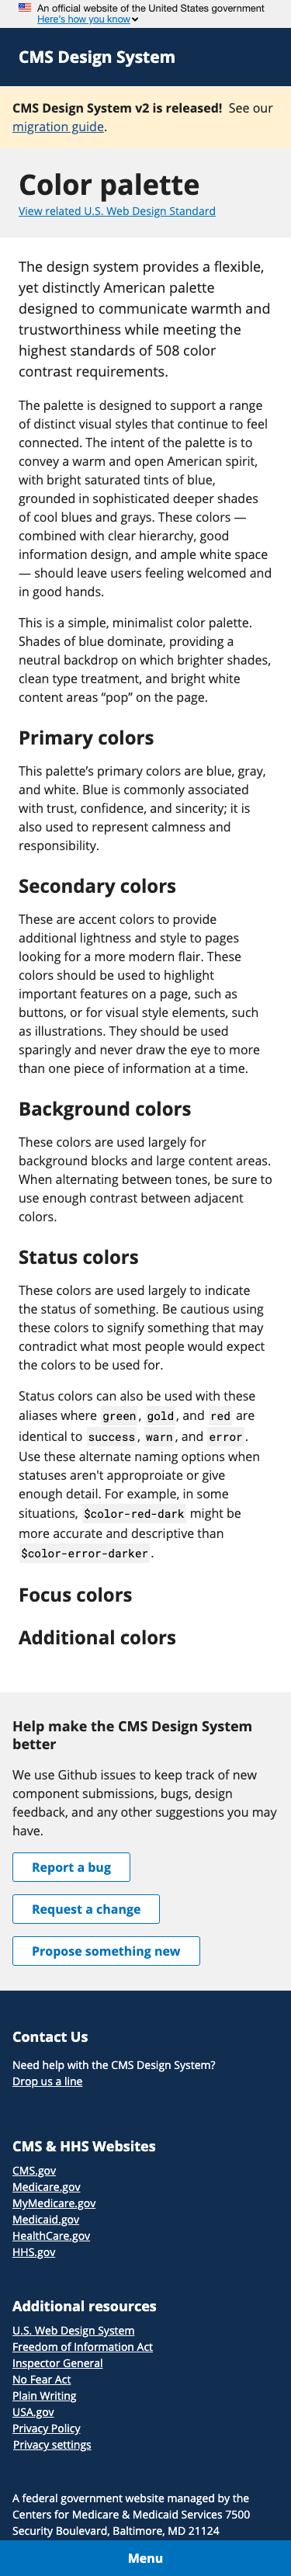 An official website of the United States government
Here's how you know
CMS Design System
CMS Design System v2 is released! See our
migration guide.
Color palette
View related U.S. Web Design Standard
The design system provides a flexible,
yet distinctly American palette
designed to communicate warmth and
trustworthiness while meeting the
highest standards of 508 color
contrast requirements.
The palette is designed to support a range
of distinct visual styles that continue to feel
connected. The intent of the palette is to
convey a warm and open American spirit,
with bright saturated tints of blue,
grounded in sophisticated deeper shades
of cool blues and grays. These colors —
combined with clear hierarchy, good
information design, and ample white space
— should leave users feeling welcome and
in good hands.
This is a simple, minimalist color palette.
Shades of blue dominate, providing a
neutral backdrop on which brighter shades,
clean type treatment, and bright white
content areas “pop” on the page.
Primary colors
This palette’s primary colors are blue, gray,
and white. Blue is commonly associated
with trust, confidence, and sincerity; it is
also used to represent calmness and
responsibility.
Secondary colors
These are accent colors to provide
additional lightness and style to pages
looking for a more modern flair. These
colors should be used to highlight
important features on a page, such as
buttons, or for visual style elements, such
as illustrations. They should be used
sparingly and never draw the eye to more
than one piece of information at a time.
Background colors
These colors are used largely for
background blocks and large content areas.
When alternating between tones, be sure to
use enough contrast between adjacent
colors.
Status colors
These colors are used largely to indicate
the status of something. Be cautious using
these colors to signify something that may
contradict what most people would expect
the colors to be used for.
Status colors can also be used with these
aliases where green, gold, and red are
identical to success, warn, and error.
Use these alternate naming options when
statuses aren't approriate or give
enough detail. For example, in some
situations, $color-red-dark might be
more accurate and descriptive than
$color-error-darker.
Focus colors
Additional colors
Help make the CMS Design System
better
We use Github issues to keep track of new
component submissions, bugs, design
feedback, and any other suggestions you may
have.
Report a bug
Request a change
Propose something new
Contact Us
Need help with the CMS Design System?
Drop us a line
CMS & HHS Websites
CMS.gov
Medicare.gov
MyMedicare.gov
Medicaid.gov
HealthCare.gov
HHS.gov
Additional resources
U.S. Web Design System
Freedom of Information Act
Inspector General
No Fear Act
Plain Writing
USA.gov
Privacy Policy
Privacy settings
A federal government website managed by the
Centers for Medicare & Medicaid Services 7500
Security Boulevard, Baltimore, MD 21124
Menu